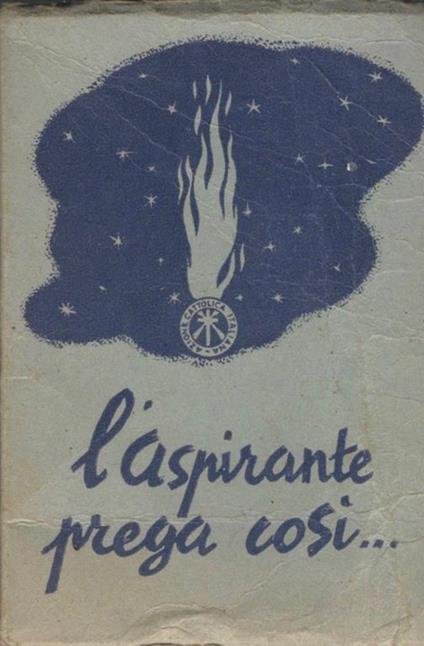 AZIONE CATTOLICA ITALIANA
l'aspirante
prega così...